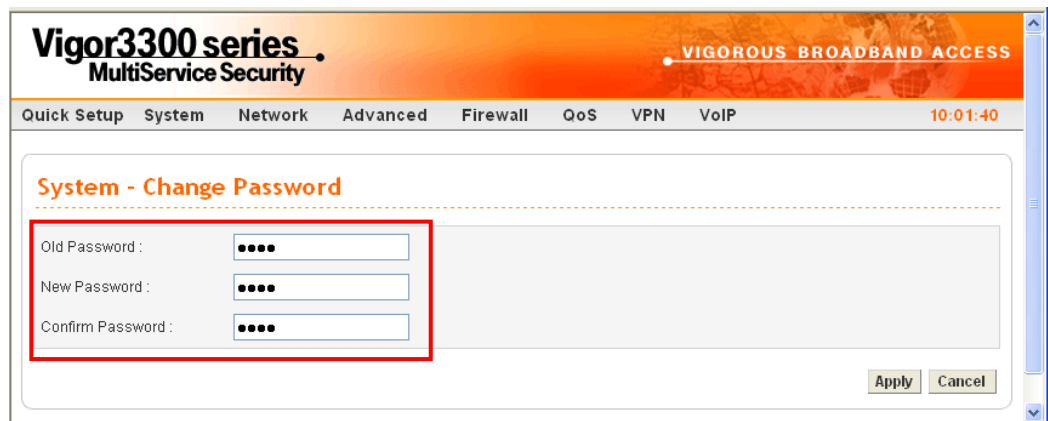 Vigor3300 series
MultiService Security
VIGOROUS BROADBAND ACCESS
Quick Setup System Network Advanced Firewall QoS VPN VoIP 10:01:40
System - Change Password
Old Password : ••••
New Password : ••••
Confirm Password : ••••
Apply Cancel